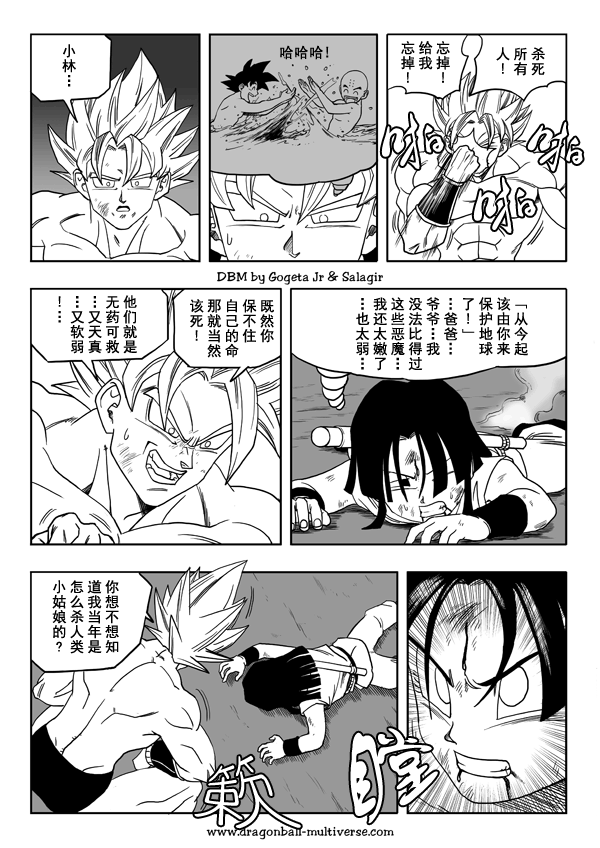 小林…
哈哈哈！
忘掉！
给我
忘掉！
杀死
所有
人！
啪
啪
啪
啪
DBM by Gogeta Jr & Salagir
他们就是
无药可救
…又天真
…又软弱
！…
既然你
保不住
自己的命
那就当然
该死！
「从今起
该由你来
保护地球
了！」
…爸爸…
爷爷…我
没法比得过
这些恶魔…
我还太嫩了
…也太弱…
你想不想知
道我当年是
怎么杀人类
小姑娘的？
簌
瞠
www.dragonball-multiverse.com